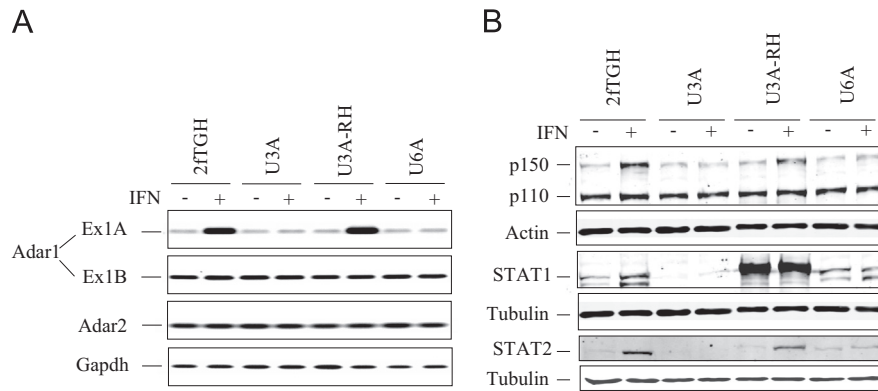 A
2fTGH U3A U3A-RH U6A
IFN - + - + - + - +
Adar1
Ex1A
Ex1B
Adar2
Gapdh
B
2fTGH U3A U3A-RH U6A
IFN - + - + - + - +
p150
p110
Actin
STAT1
Tubulin
STAT2
Tubulin